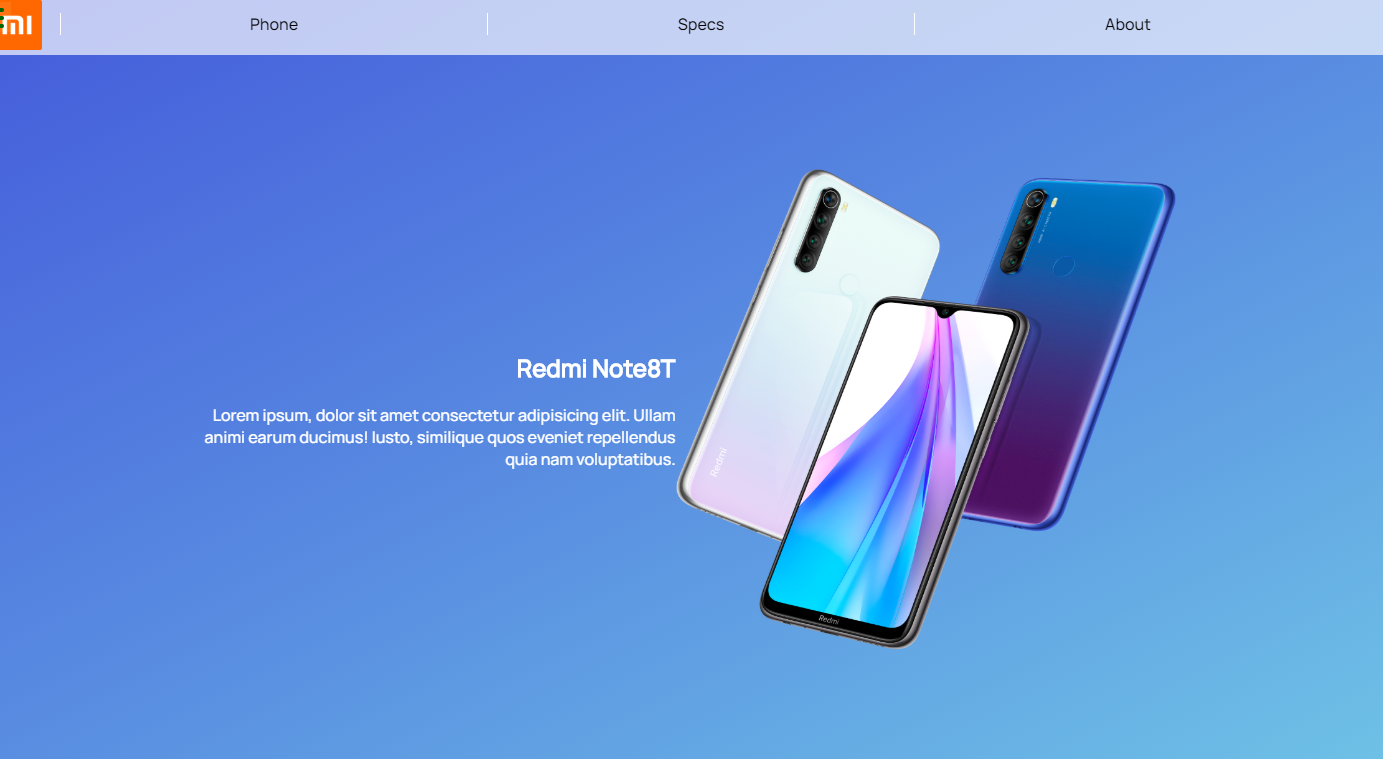 mi
Phone
Specs
About
Redmi Note8T
Lorem ipsum, dolor sit amet consectetur adipisicing elit. Ullam
animi earum ducimus! Iusto, similique quos eveniet repellendus
quia nam voluptatibus.
Redmi
Redmi